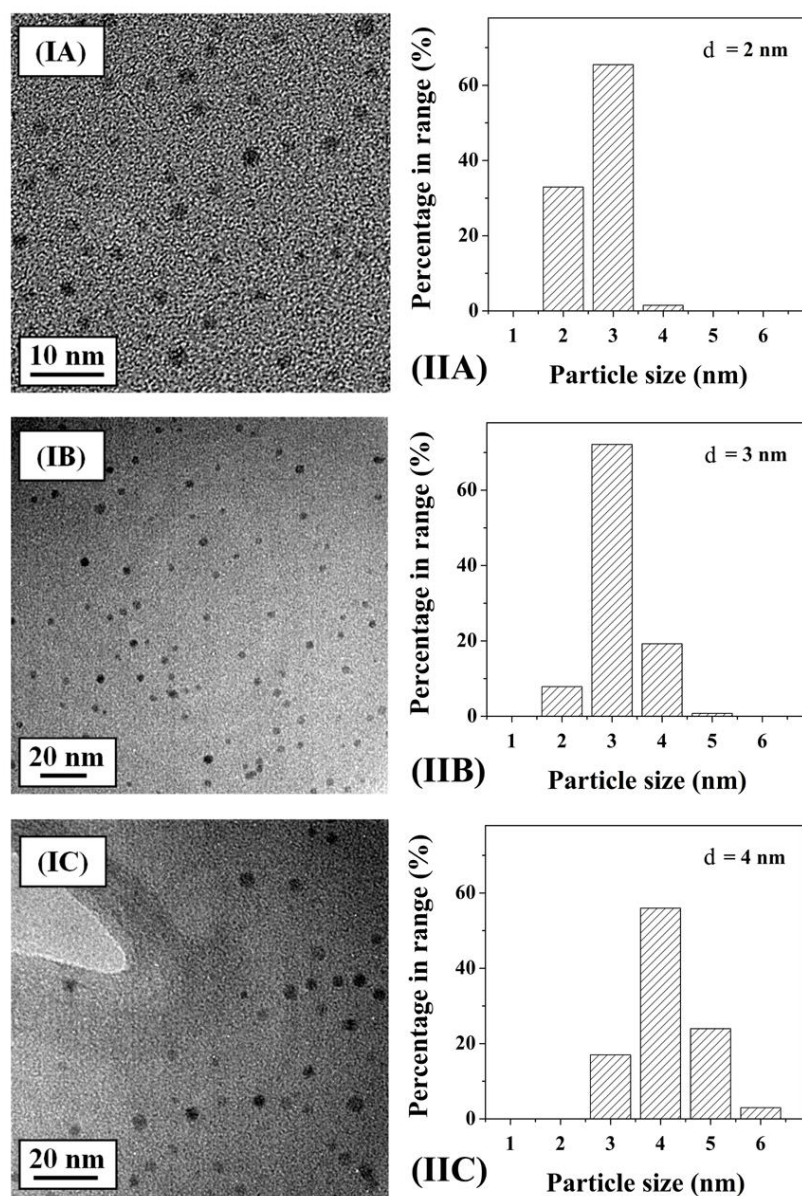 (IA)
10 nm
d = 2 nm
Percentage in range (%)
60
40
20
0
1 2 3 4 5 6
Particle size (nm)
(IIA)
(IB)
20 nm
d = 3 nm
Percentage in range (%)
60
40
20
0
1 2 3 4 5 6
Particle size (nm)
(IIB)
(IC)
20 nm
d = 4 nm
Percentage in range (%)
60
40
20
0
1 2 3 4 5 6
Particle size (nm)
(IIC)